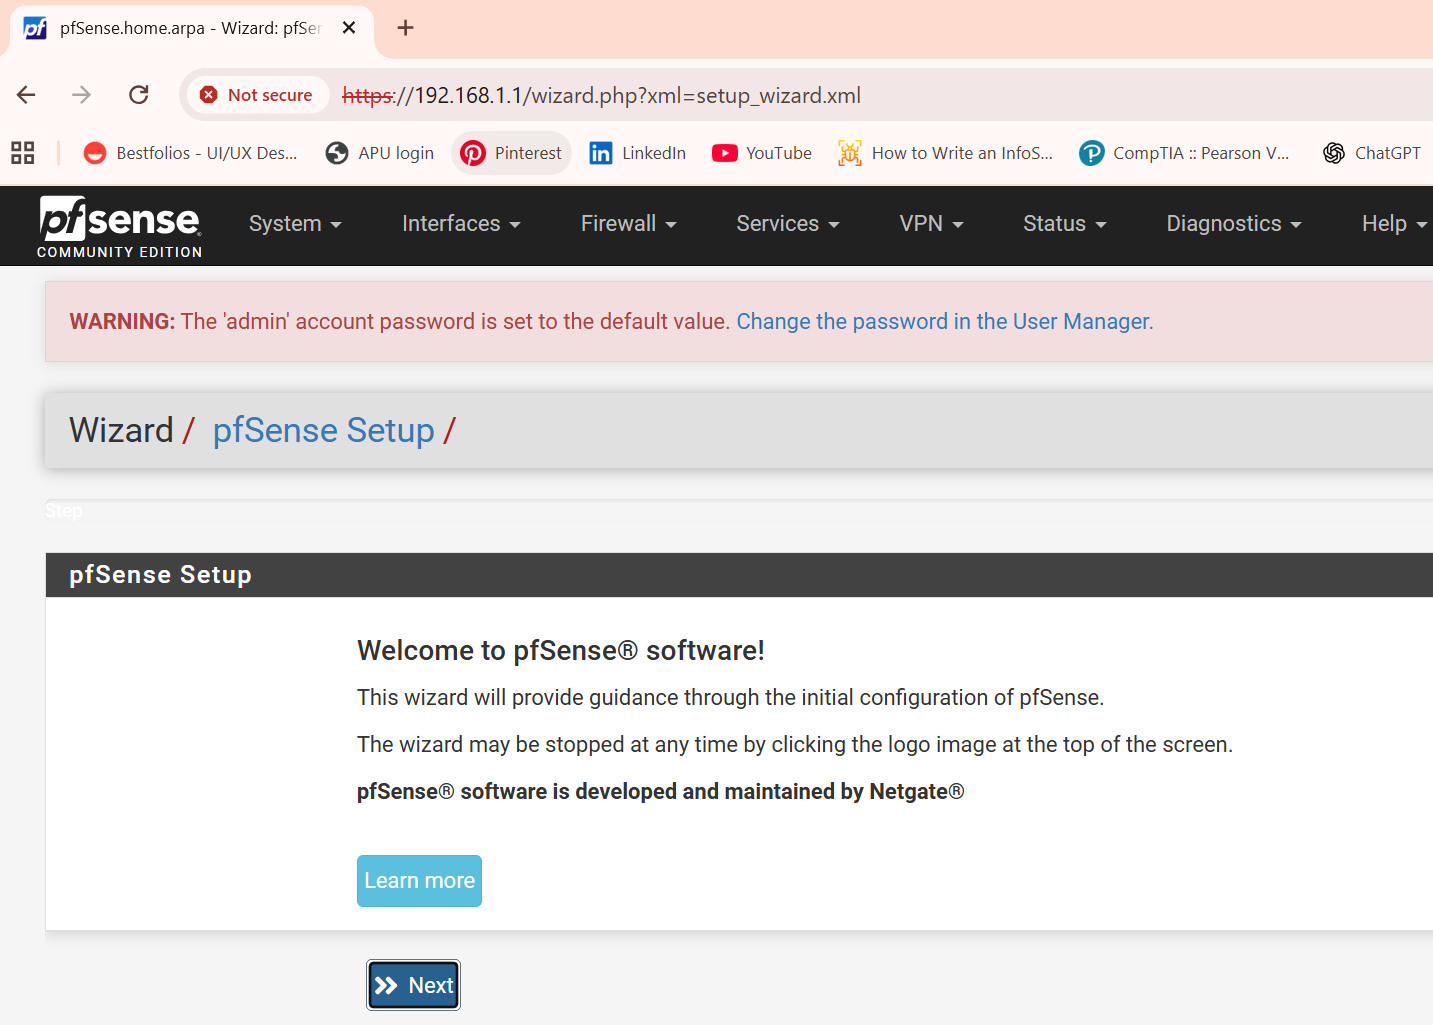 pfSense.home.arpa - Wizard: pfSen
Not secure https://192.168.1.1/wizard.php?xml=setup_wizard.xml
Bestfolios - UI/UX Des... APU login Pinterest LinkedIn YouTube How to Write an InfoS... CompTIA :: Pearson V... ChatGPT
pfsense System Interfaces Firewall Services VPN Status Diagnostics Help
COMMUNITY EDITION
WARNING: The 'admin' account password is set to the default value. Change the password in the User Manager.
Wizard / pfSense Setup /
Step
pfSense Setup
Welcome to pfSense® software!
This wizard will provide guidance through the initial configuration of pfSense.
The wizard may be stopped at any time by clicking the logo image at the top of the screen.
pfSense® software is developed and maintained by Netgate®
Learn more
Next